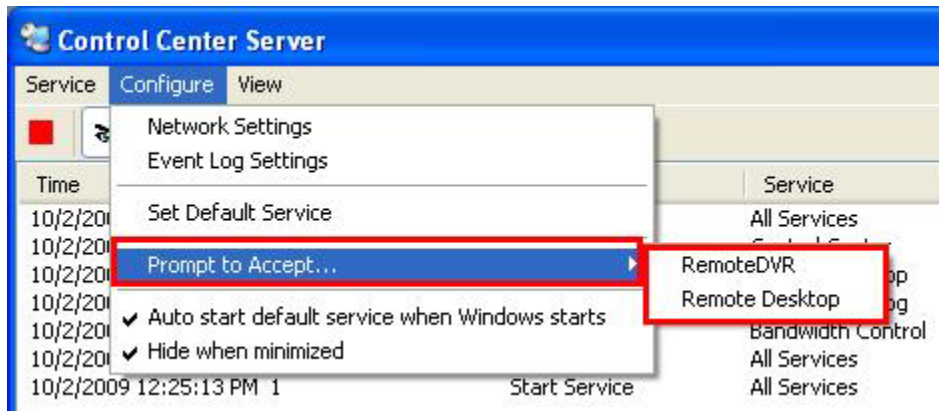 Control Center Server
Service Configure View
Network Settings
Event Log Settings
Set Default Service
Prompt to Accept...
Auto start default service when Windows starts
Hide when minimized
RemoteDVR
Remote Desktop
Time Service
All Services
Bandwidth Control
All Services
10/2/2009 12:25:13 PM 1 Start Service All Services